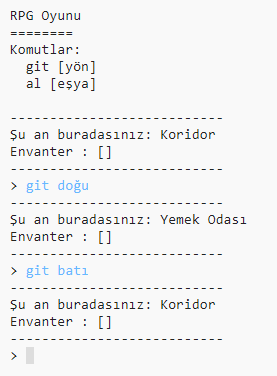 RPG Oyunu
========
Komutlar:
  git [yön]
  al [eşya]
---------------------------
Şu an buradasınız: Koridor
Envanter : []
---------------------------
> git doğu
---------------------------
Şu an buradasınız: Yemek Odası
Envanter : []
---------------------------
> git batı
---------------------------
Şu an buradasınız: Koridor
Envanter : []
---------------------------
>